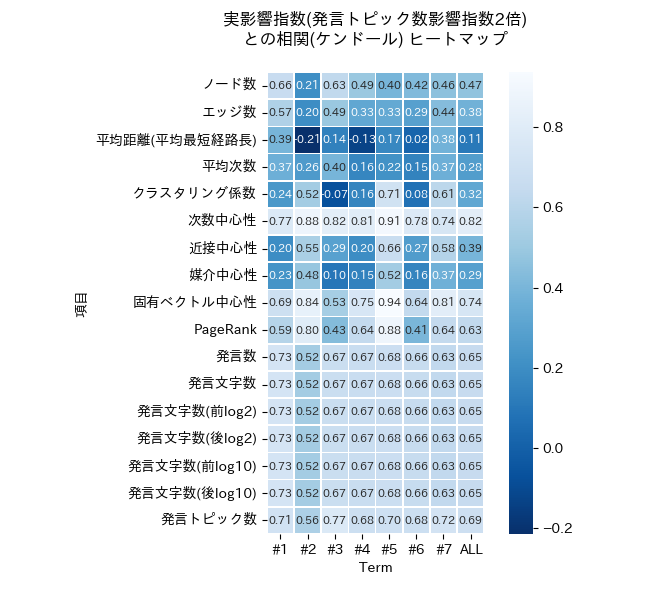 実影響指数(発言トピック数影響指数2倍)
との相関(ケンドール) ヒートマップ
項目
ノード数 0.66 0.21 0.63 0.49 0.40 0.42 0.46 0.47
エッジ数 0.57 0.20 0.49 0.33 0.33 0.29 0.44 0.38
平均距離(平均最短経路長) 0.39 -0.21 0.14 -0.13 0.17 0.02 0.38 0.11
平均次数 0.37 0.26 0.40 0.16 0.22 0.15 0.37 0.28
クラスタリング係数 0.24 0.52 -0.07 0.16 0.71 0.08 0.61 0.32
次数中心性 0.77 0.88 0.82 0.81 0.91 0.78 0.74 0.82
近接中心性 0.20 0.55 0.29 0.20 0.66 0.27 0.58 0.39
媒介中心性 0.23 0.48 0.10 0.15 0.52 0.16 0.37 0.29
固有ベクトル中心性 0.69 0.84 0.53 0.75 0.94 0.64 0.81 0.74
PageRank 0.59 0.80 0.43 0.64 0.88 0.41 0.64 0.63
発言数 0.73 0.52 0.67 0.67 0.68 0.66 0.63 0.65
発言文字数 0.73 0.52 0.67 0.67 0.68 0.66 0.63 0.65
発言文字数(前log2) 0.73 0.52 0.67 0.67 0.68 0.66 0.63 0.65
発言文字数(後log2) 0.73 0.52 0.67 0.67 0.68 0.66 0.63 0.65
発言文字数(前log10) 0.73 0.52 0.67 0.67 0.68 0.66 0.63 0.65
発言文字数(後log10) 0.73 0.52 0.67 0.67 0.68 0.66 0.63 0.65
発言トピック数 0.71 0.56 0.77 0.68 0.70 0.68 0.72 0.69
#1 #2 #3 #4 #5 #6 #7 ALL
Term
0.8
0.6
0.4
0.2
0.0
−0.2